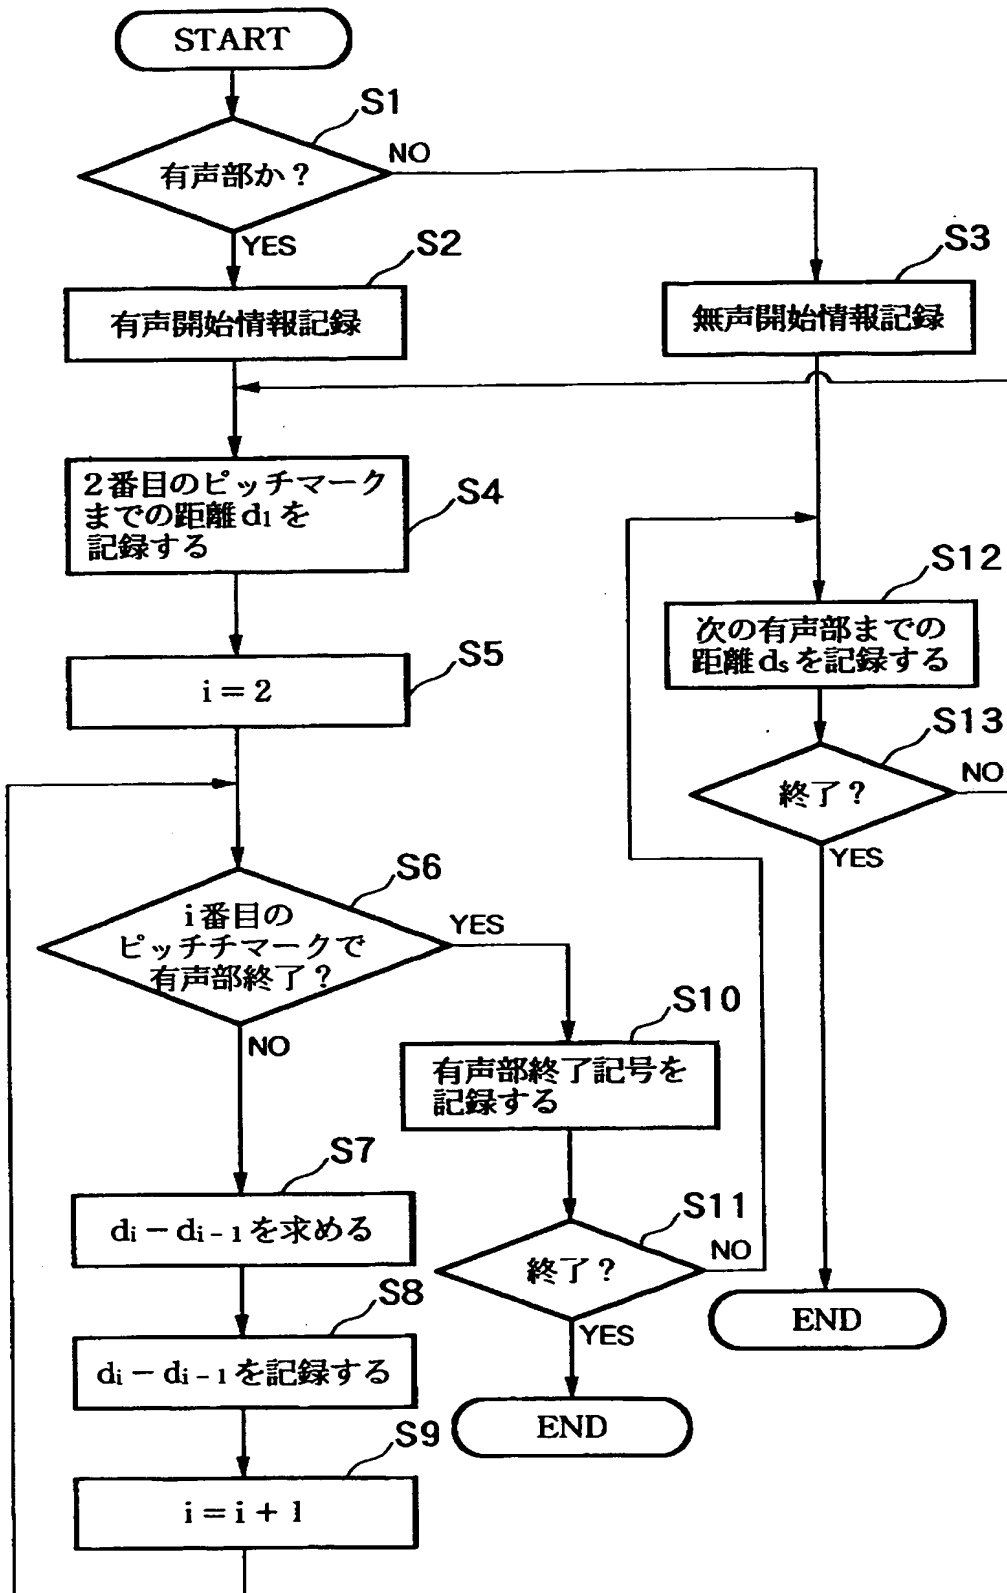 START
S1
有声部か？
NO
YES
S2
有声開始情報記録
S3
無声開始情報記録
S4
2番目のピッチマーク
までの距離d1を
記録する
S5
i = 2
S12
次の有声部までの
距離dsを記録する
S13
終了？
NO
YES
S6
i番目の
ピッチチマークで
有声部終了？
YES
NO
S10
有声部終了記号を
記録する
S7
di − di − 1を求める
S11
終了？
NO
YES
S8
di − di − 1を記録する
END
END
S9
i = i + 1